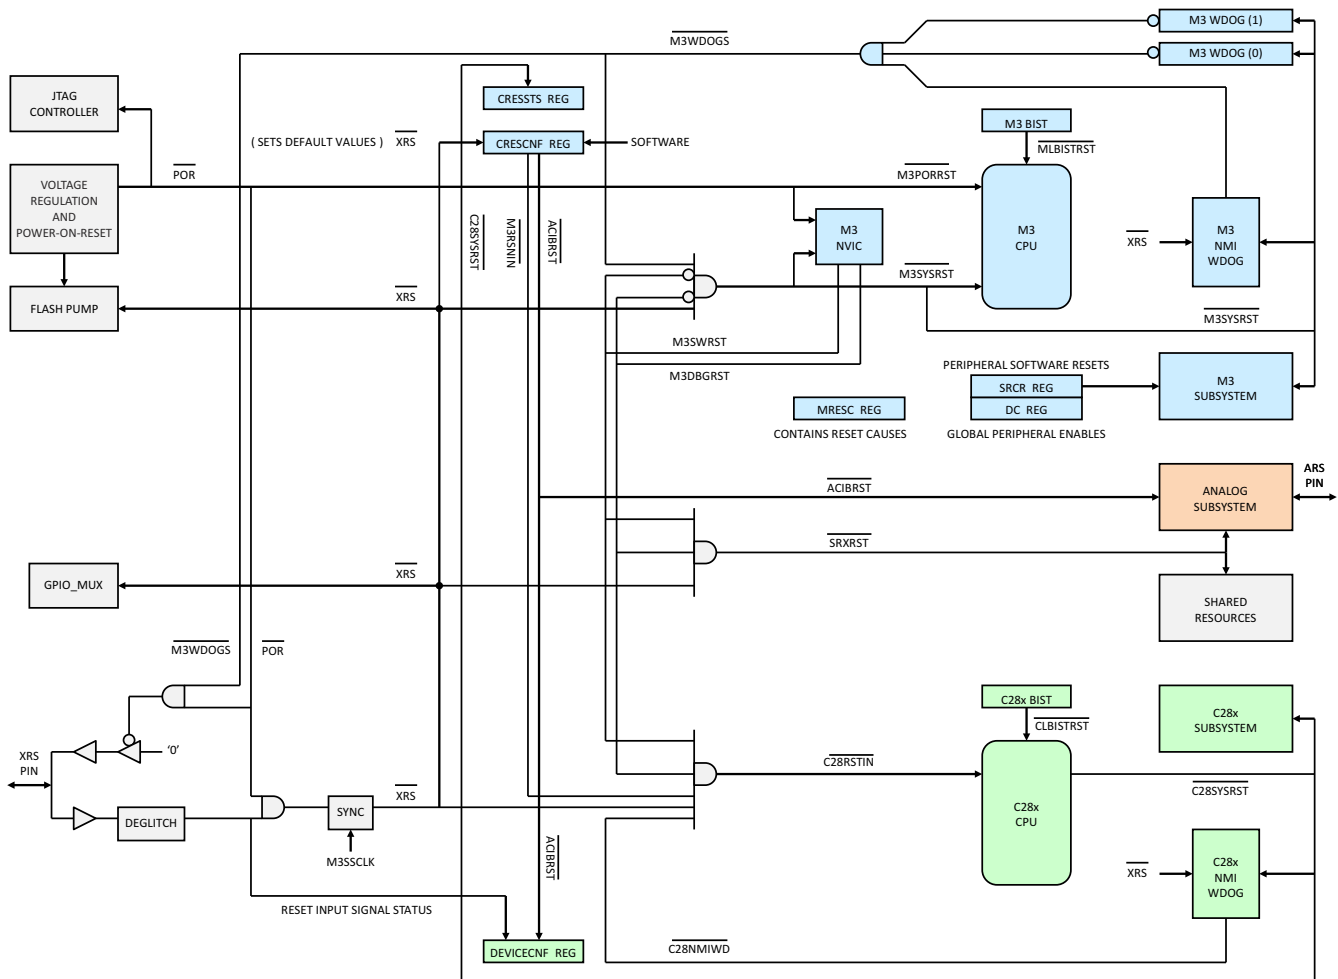 M3 WDOG (1)
M3WDOGS
M3 WDOG (0)
JTAG
CONTROLLER
CRESSTS REG
M3 BIST
( SETS DEFAULT VALUES )
XRS
CRESCNF REG
SOFTWARE
MLBISTRST
POR
M3PORRST
VOLTAGE
REGULATION
AND
POWER-ON-RESET
C28SYSRST
M3RSNIN
ACIBRST
M3
NVIC
M3
CPU
XRS
M3
NMI
WDOG
M3SYSRST
FLASH PUMP
XRS
M3SYSRST
M3SWRST
M3DBGRST
PERIPHERAL SOFTWARE RESETS
SRCR REG
DC REG
GLOBAL PERIPHERAL ENABLES
MRESC REG
CONTAINS RESET CAUSES
M3
SUBSYSTEM
ACIBRST
ANALOG
SUBSYSTEM
ARS
PIN
SRXRST
GPIO_MUX
XRS
SHARED
RESOURCES
M3WDOGS
POR
C28x BIST
CLBISTRST
C28x
SUBSYSTEM
XRS
PIN
‘0’
C28RSTIN
C28x
CPU
C28SYSRST
DEGLITCH
SYNC
XRS
M3SSCLK
ACIBRST
XRS
C28x
NMI
WDOG
RESET INPUT SIGNAL STATUS
DEVICECNF REG
C28NMIWD